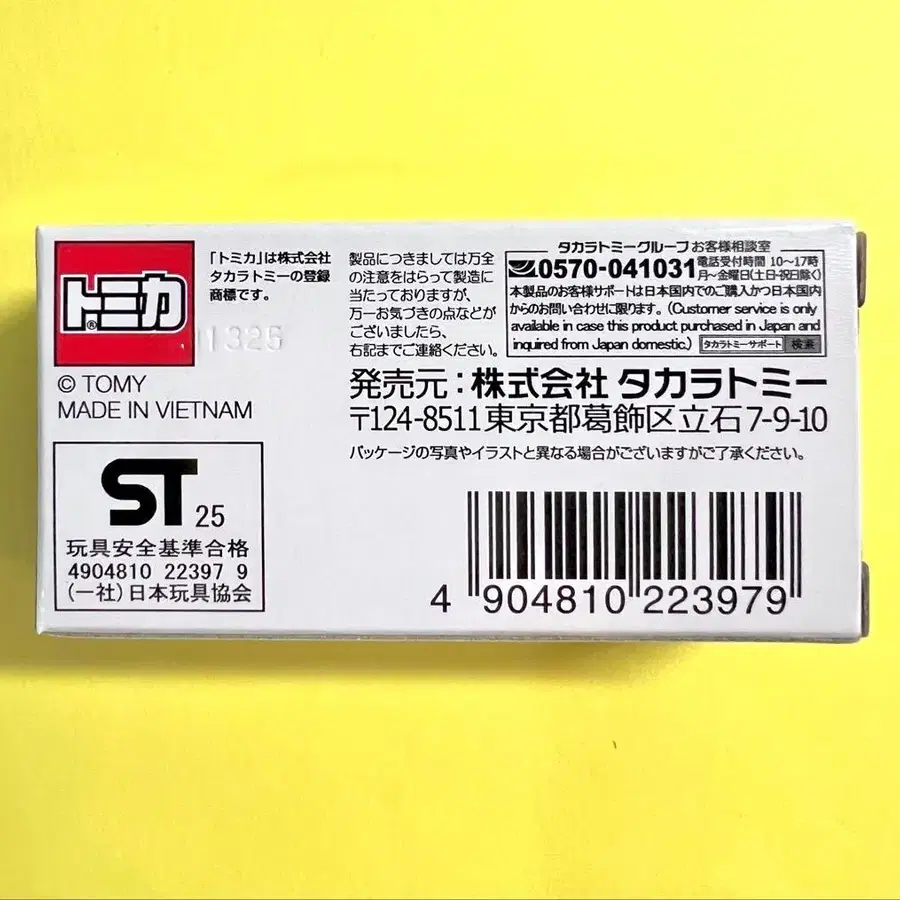 トミカ®
「トミカ」は株式会社
タカラトミーの登録
商標です。
© TOMY
MADE IN VIETNAM
ST 25
玩具安全基準合格
4904810 22397 9
(一社)日本玩具協会
製品につきましては万全
の注意をはらって製造に
当たっておりますが、
万一お気づきの点などが
ございましたら、
右記までご連絡ください。
タカラトミーグループ お客様相談室
0570-041031 電話受付時間 10〜17時
月〜金曜日(土日・祝日除く)
本製品のお客様サポートは日本国内でのご購入かつ日本国内
からのお問い合わせに限ります。(Customer service is only
available in case this product purchased in Japan and
inquired from Japan domestic.) タカラトミーサポート 検索
発売元:株式会社 タカラトミー
〒124-8511 東京都葛飾区立石7-9-10
パッケージの写真やイラストと異なる場合がございますがご了承ください。
4 904810 223979